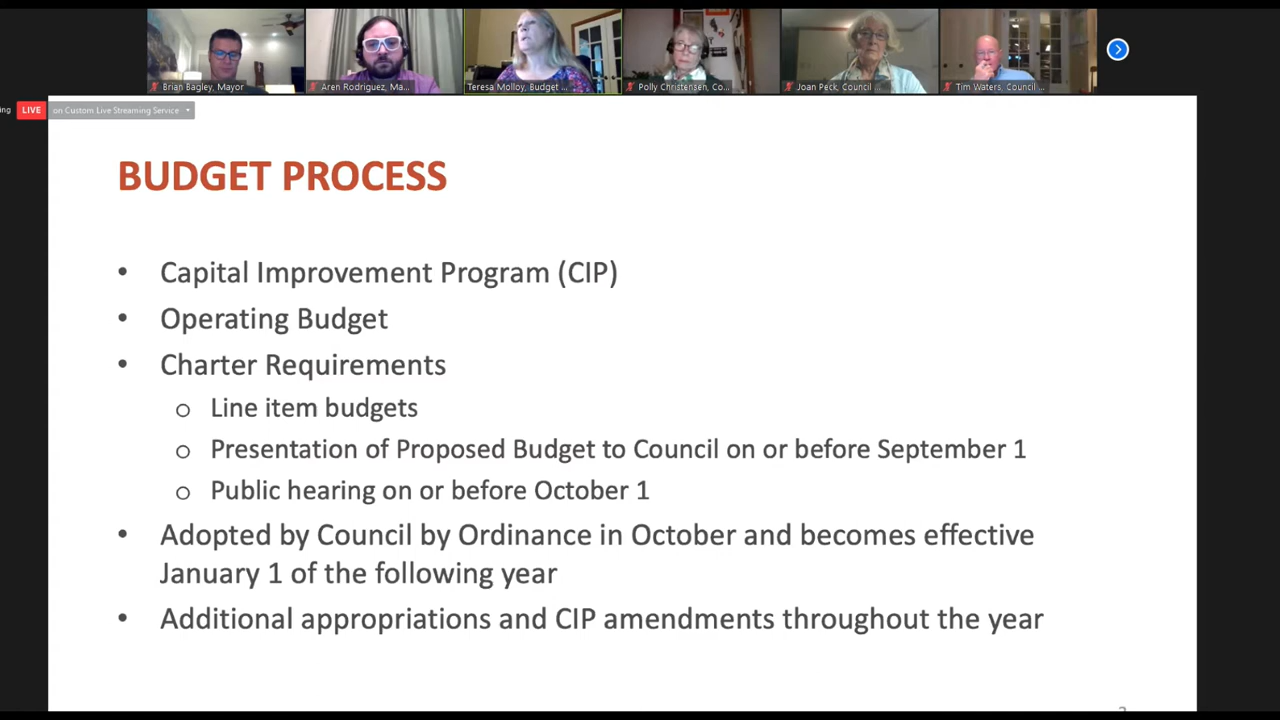 Brian Bagley, Mayor
Aren Rodriguez, Ma...
Teresa Molloy, Budget ...
Polly Christensen, Co...
Joan Peck, Council ...
Tim Waters, Council ...
ing LIVE on Custom Live Streaming Service
BUDGET PROCESS
• Capital Improvement Program (CIP)
• Operating Budget
• Charter Requirements
o Line item budgets
o Presentation of Proposed Budget to Council on or before September 1
o Public hearing on or before October 1
• Adopted by Council by Ordinance in October and becomes effective
January 1 of the following year
• Additional appropriations and CIP amendments throughout the year